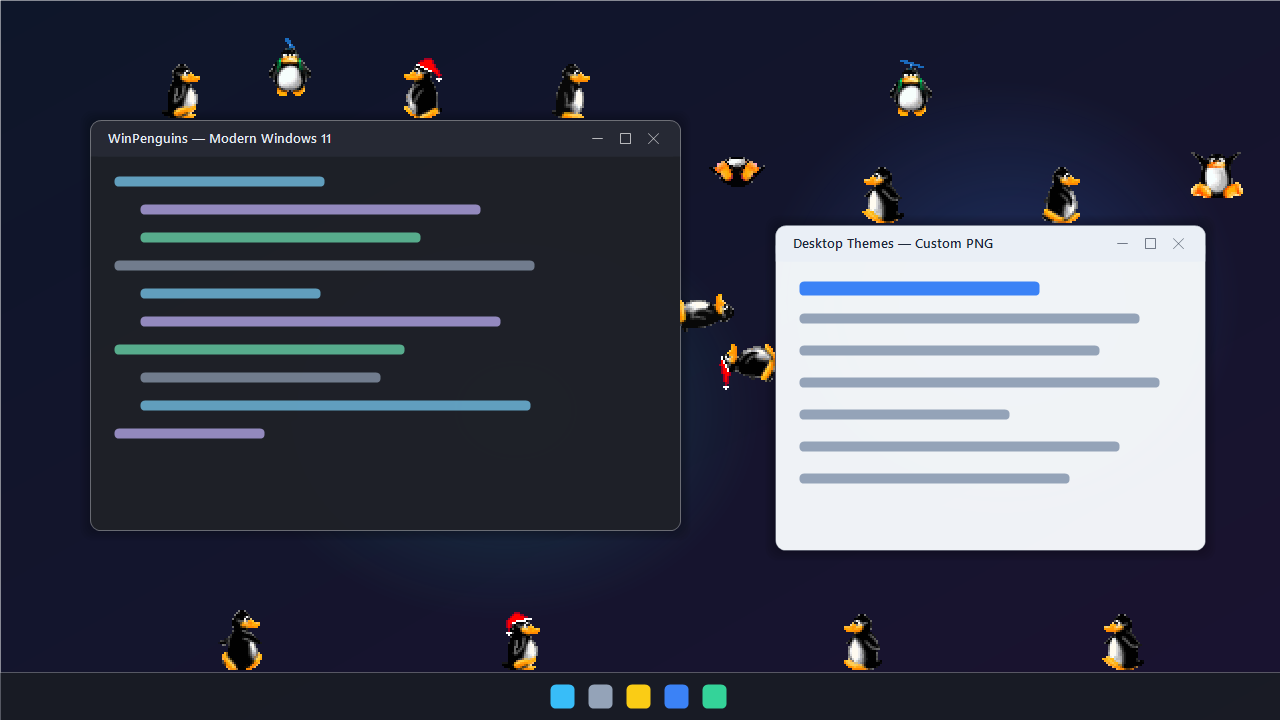 WinPenguins — Modern Windows 11
Desktop Themes — Custom PNG